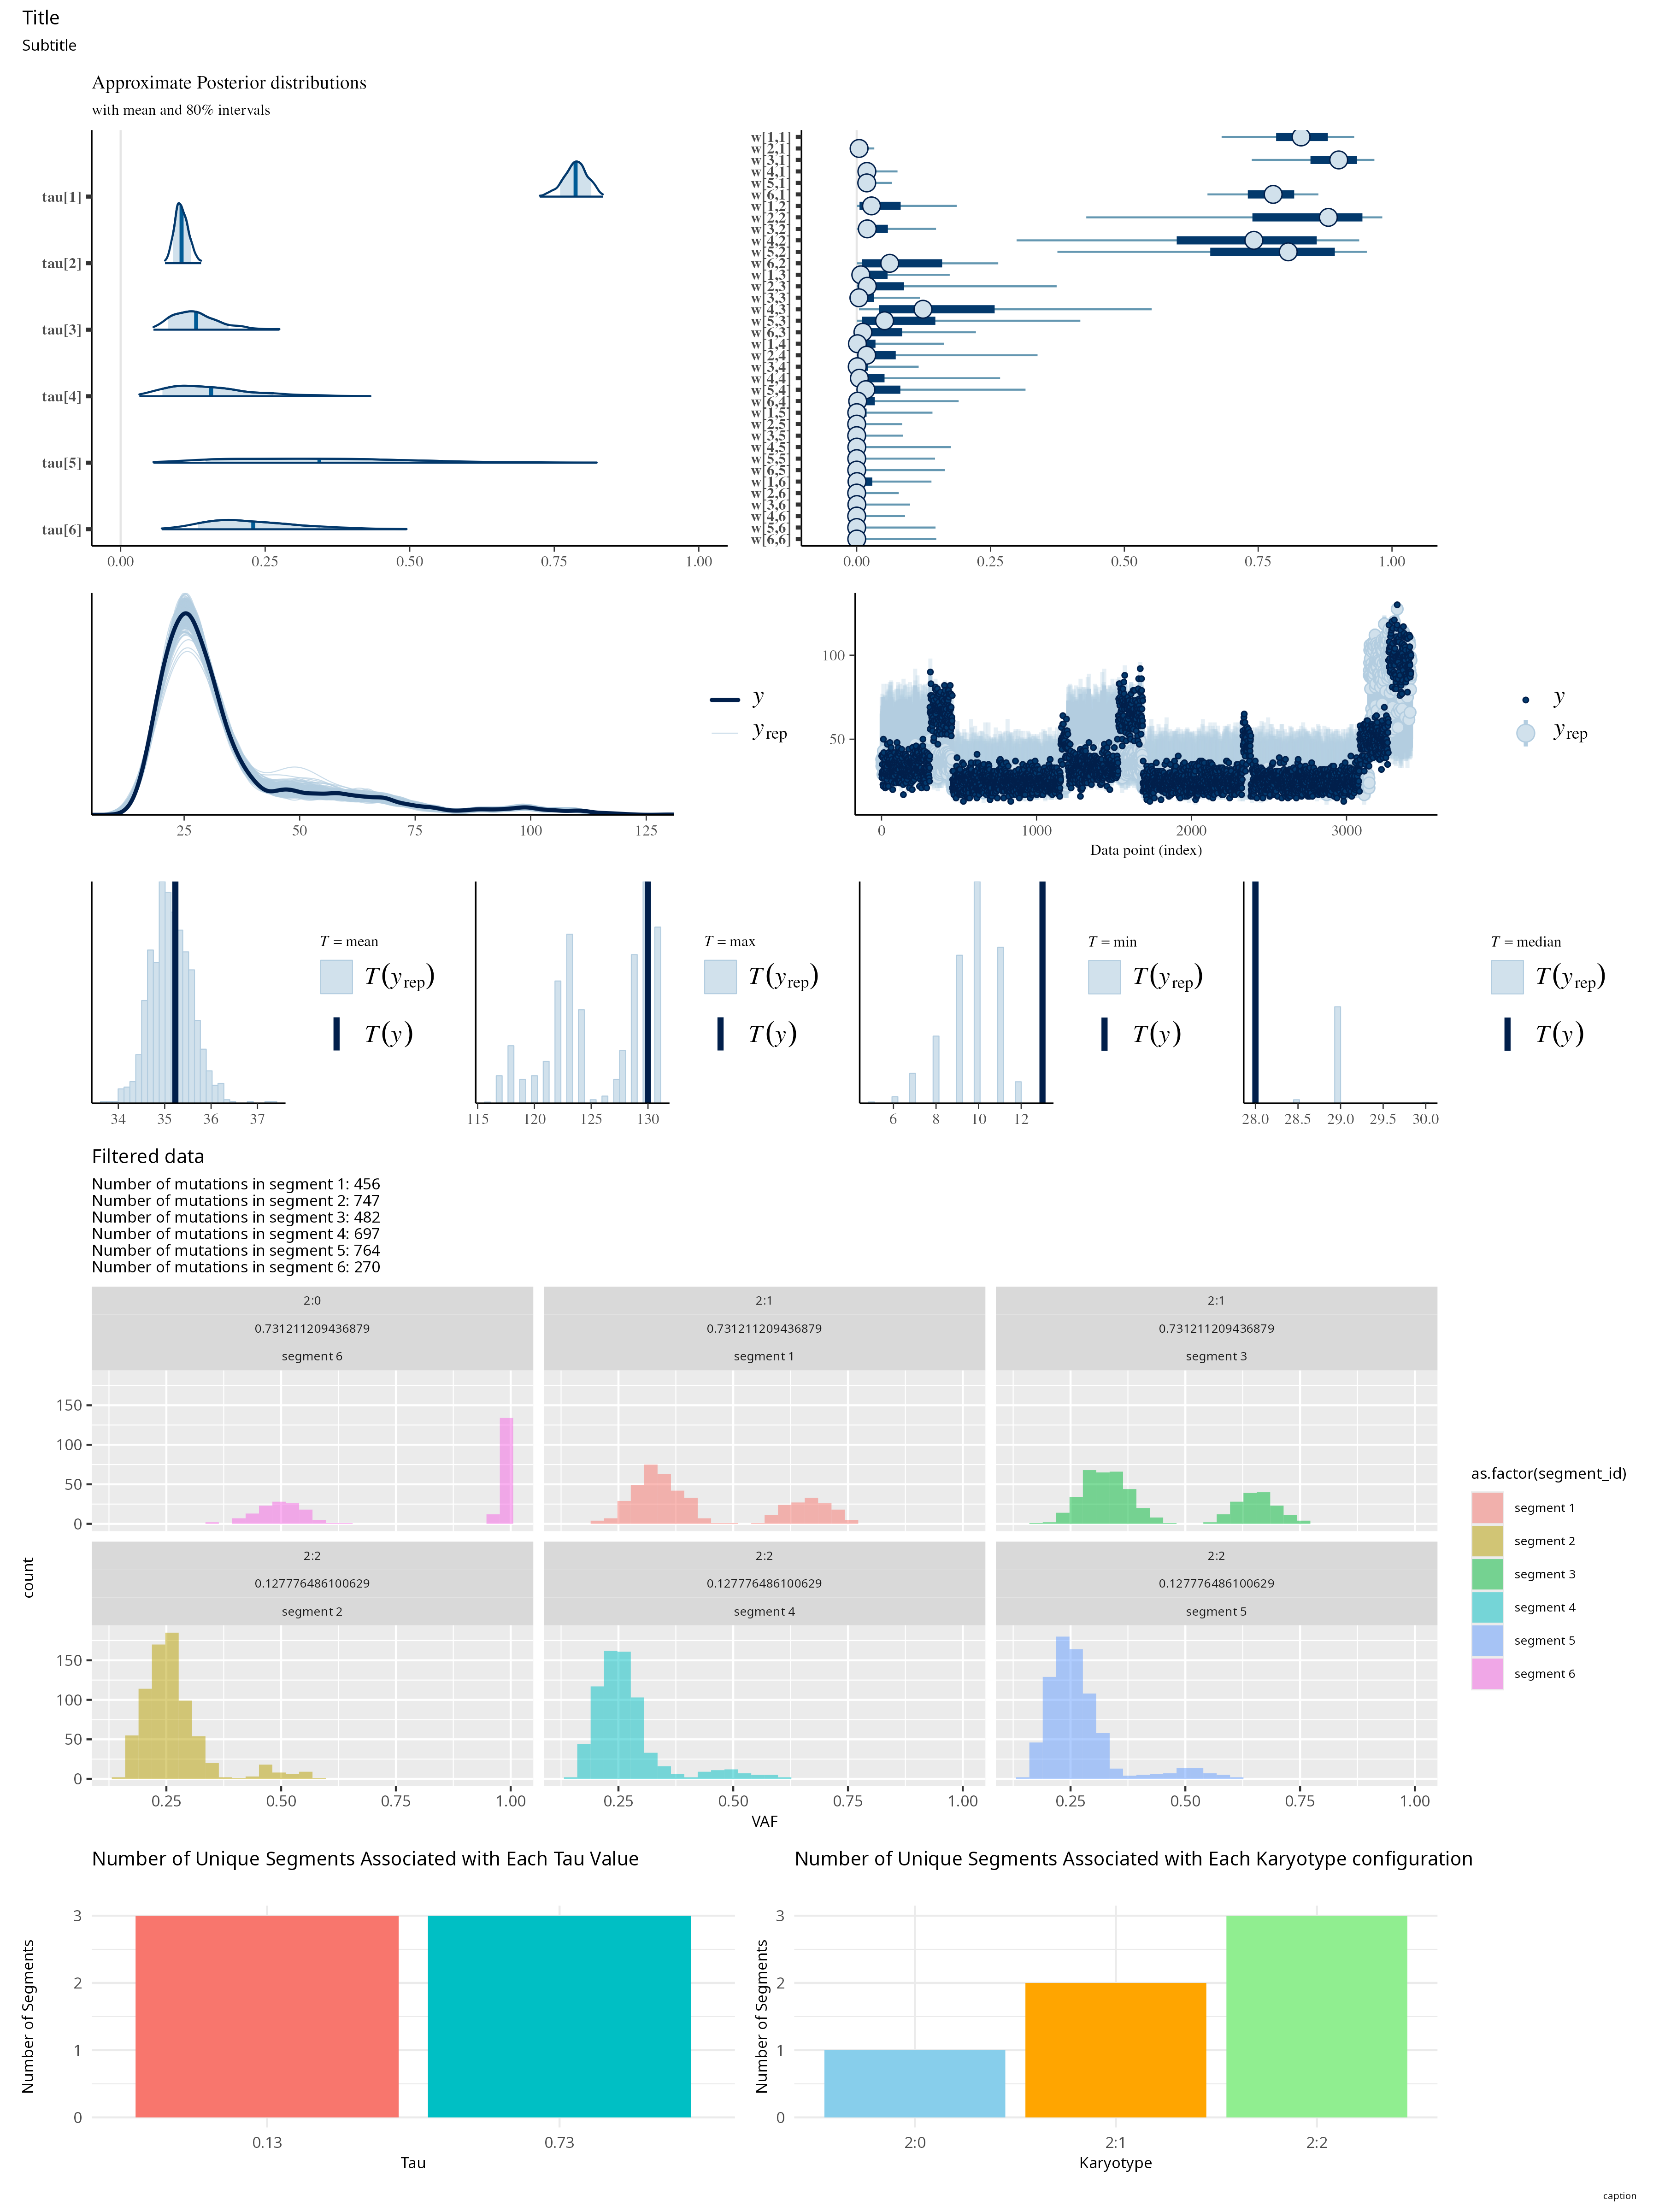 Title
Subtitle
Approximate Posterior distributions
with mean and 80% intervals
tau[1]
tau[2]
tau[3]
tau[4]
tau[5]
tau[6]
0.00 0.25 0.50 0.75 1.00
w[1,1]
w[2,1]
w[3,1]
w[4,1]
w[5,1]
w[6,1]
w[1,2]
w[2,2]
w[3,2]
w[4,2]
w[5,2]
w[6,2]
w[1,3]
w[2,3]
w[3,3]
w[4,3]
w[5,3]
w[6,3]
w[1,4]
w[2,4]
w[3,4]
w[4,4]
w[5,4]
w[6,4]
w[1,5]
w[2,5]
w[3,5]
w[4,5]
w[5,5]
w[6,5]
w[1,6]
w[2,6]
w[3,6]
w[4,6]
w[5,6]
w[6,6]
0.00 0.25 0.50 0.75 1.00
y
yrep
25 50 75 100 125
100
50
0 1000 2000 3000
Data point (index)
y
yrep
T = mean
T(yrep)
T(y)
34 35 36 37
T = max
T(yrep)
T(y)
115 120 125 130
T = min
T(yrep)
T(y)
6 8 10 12
T = median
T(yrep)
T(y)
28.0 28.5 29.0 29.5 30.0
Filtered data
Number of mutations in segment 1: 456
Number of mutations in segment 2: 747
Number of mutations in segment 3: 482
Number of mutations in segment 4: 697
Number of mutations in segment 5: 764
Number of mutations in segment 6: 270
2:0 2:1 2:1
0.731211209436879 0.731211209436879 0.731211209436879
segment 6 segment 1 segment 3
150
100
50
0
count
2:2 2:2 2:2
0.127776486100629 0.127776486100629 0.127776486100629
segment 2 segment 4 segment 5
150
100
50
0
0.25 0.50 0.75 1.00 0.25 0.50 0.75 1.00 0.25 0.50 0.75 1.00
VAF
as.factor(segment_id)
segment 1
segment 2
segment 3
segment 4
segment 5
segment 6
Number of Unique Segments Associated with Each Tau Value
Number of Segments
3
2
1
0
0.13 0.73
Tau
Number of Unique Segments Associated with Each Karyotype configuration
Number of Segments
3
2
1
0
2:0 2:1 2:2
Karyotype
caption